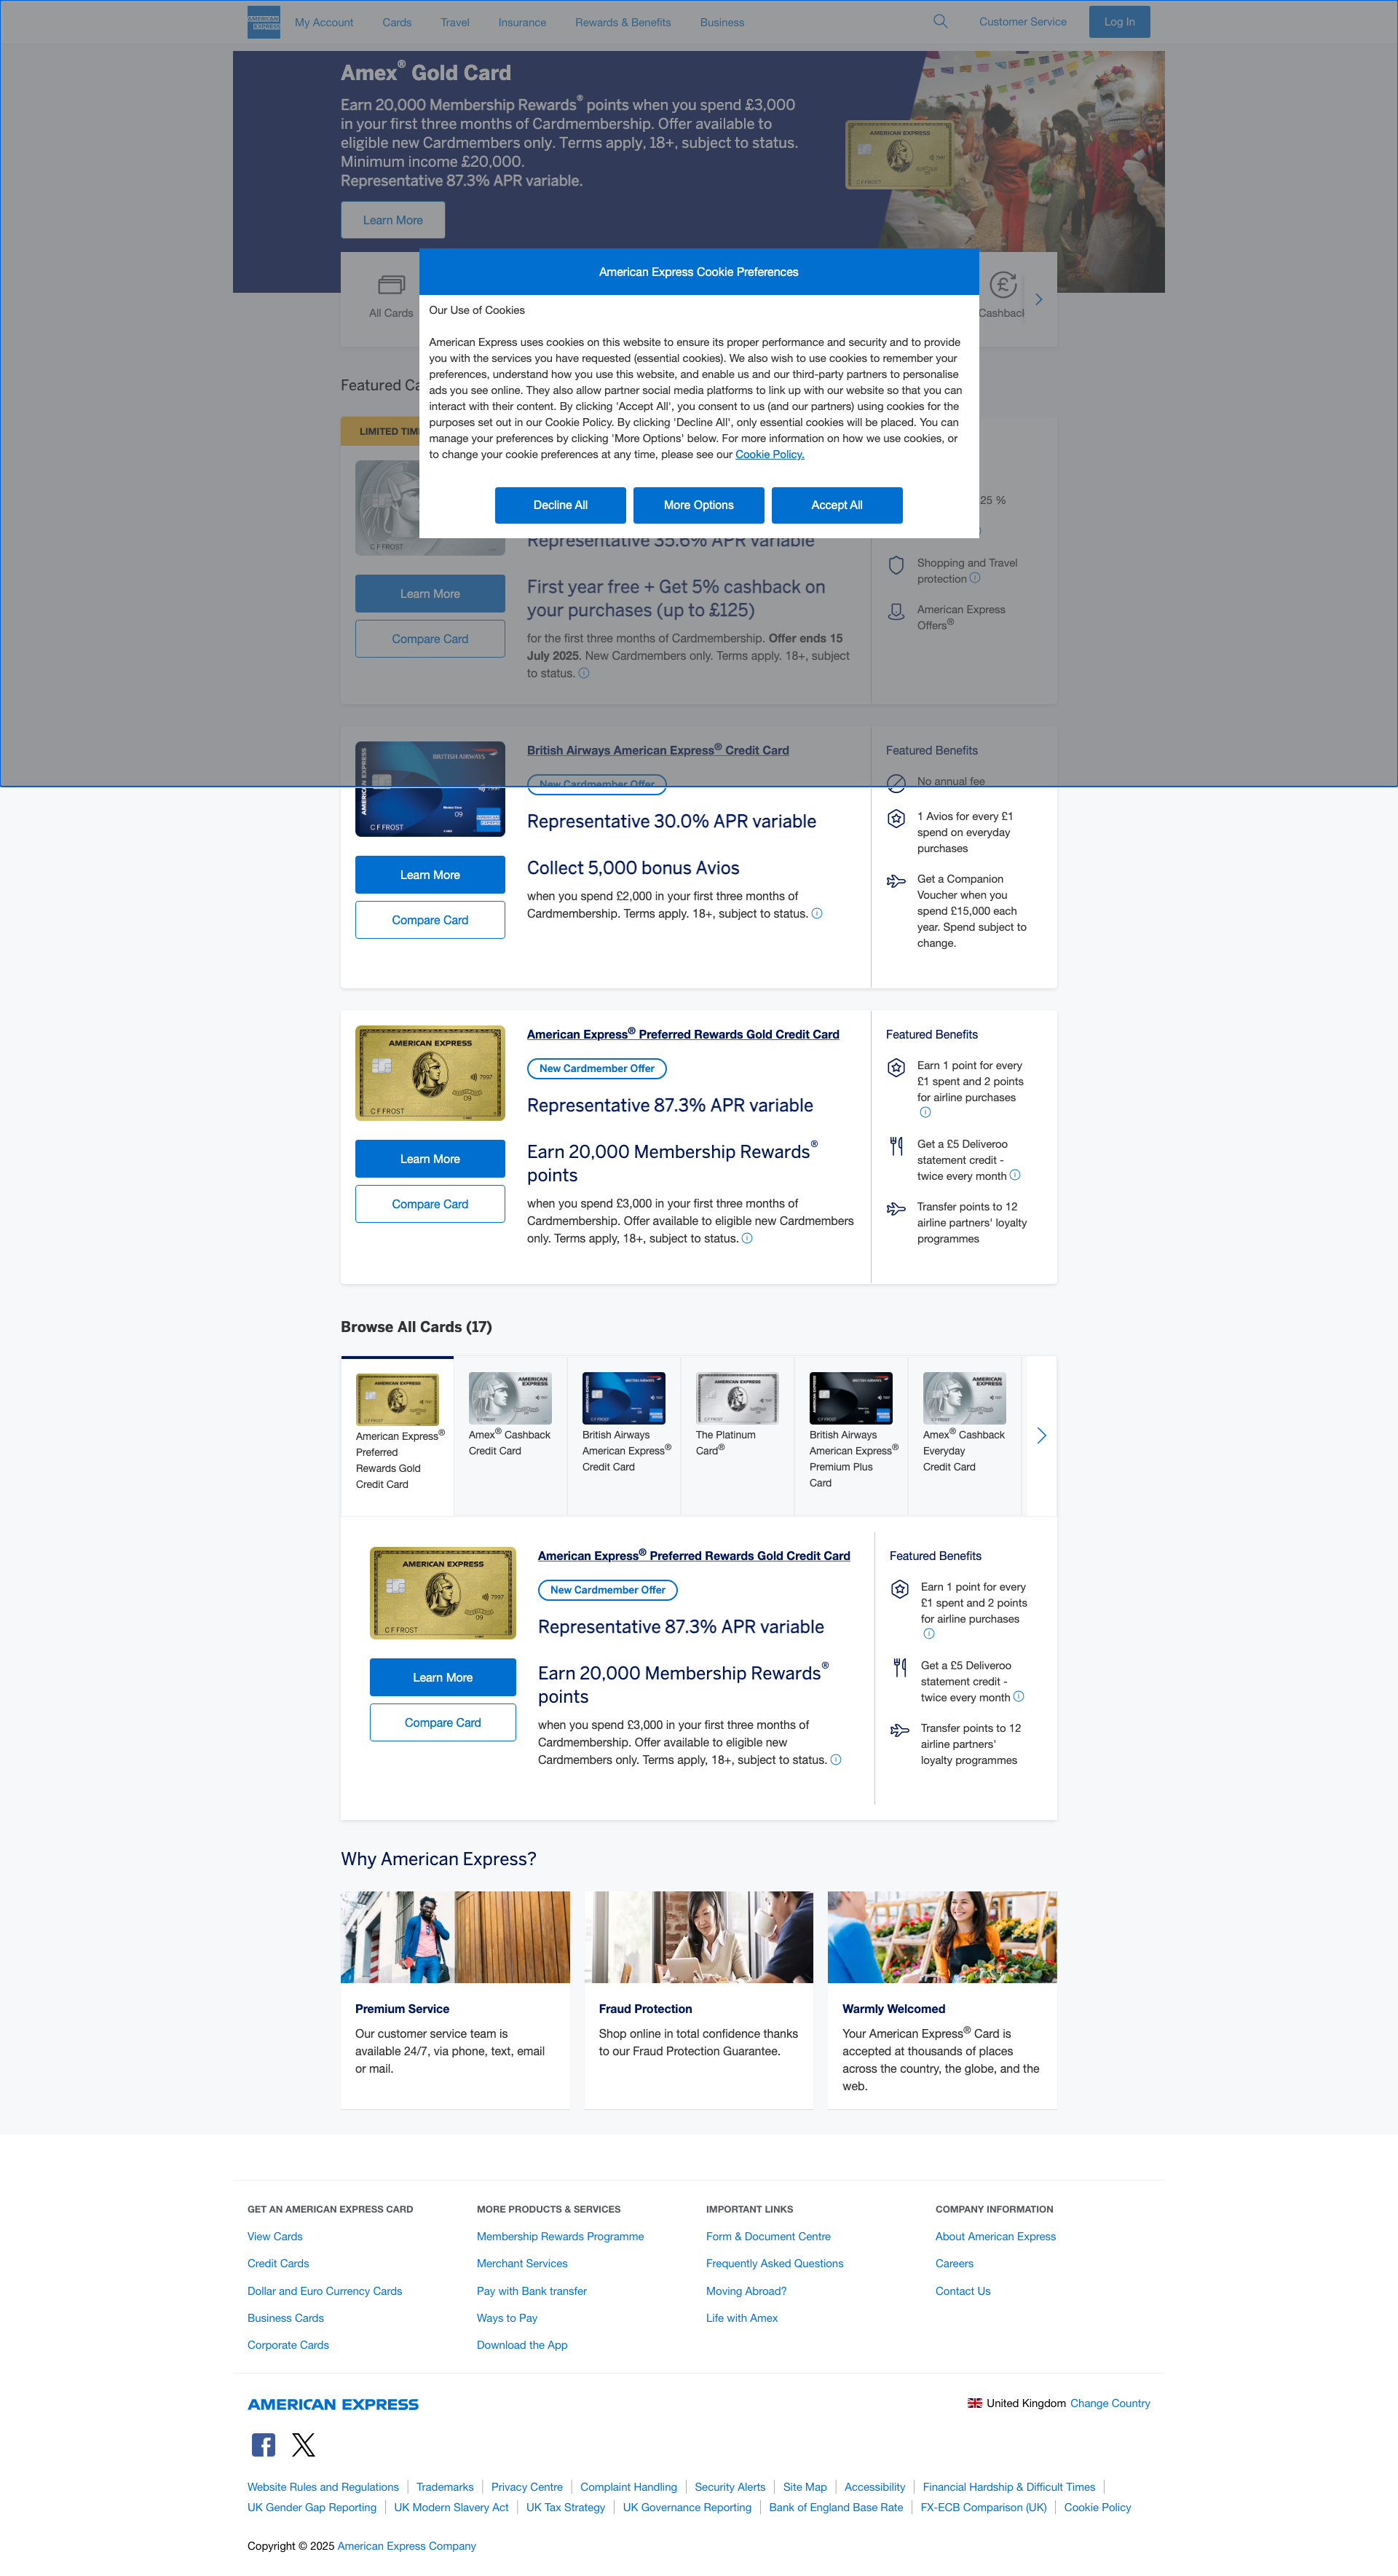 AMERICAN EXPRESS
My Account
Cards
Travel
Insurance
Rewards & Benefits
Business
Customer Service
Log In
Amex® Gold Card
Earn 20,000 Membership Rewards® points when you spend £3,000
in your first three months of Cardmembership. Offer available to
eligible new Cardmembers only. Terms apply, 18+, subject to status.
Minimum income £20,000.
Representative 87.3% APR variable.
Learn More
AMERICAN EXPRESS
All Cards
Cashback
American Express Cookie Preferences
Our Use of Cookies
American Express uses cookies on this website to ensure its proper performance and security and to provide
you with the services you have requested (essential cookies). We also wish to use cookies to remember your
preferences, understand how you use this website, and enable us and our third-party partners to personalise
ads you see online. They also allow partner social media platforms to link up with our website so that you can
interact with their content. By clicking 'Accept All', you consent to us (and our partners) using cookies for the
purposes set out in our Cookie Policy. By clicking 'Decline All', only essential cookies will be placed. You can
manage your preferences by clicking 'More Options' below. For more information on how we use cookies, or
to change your cookie preferences at any time, please see our Cookie Policy.
Decline All
More Options
Accept All
Featured Ca
LIMITED TIM
C F FROST
Representative 35.6% APR variable
Learn More
Compare Card
First year free + Get 5% cashback on
your purchases (up to £125)
for the first three months of Cardmembership. Offer ends 15
July 2025. New Cardmembers only. Terms apply. 18+, subject
to status.
25 %
Shopping and Travel
protection
American Express
Offers®
AMERICAN EXPRESS
BRITISH AIRWAYS
7997
09
C F FROST
British Airways American Express® Credit Card
New Cardmember Offer
Representative 30.0% APR variable
Learn More
Compare Card
Collect 5,000 bonus Avios
when you spend £2,000 in your first three months of
Cardmembership. Terms apply. 18+, subject to status.
Featured Benefits
No annual fee
1 Avios for every £1
spend on everyday
purchases
Get a Companion
Voucher when you
spend £15,000 each
year. Spend subject to
change.
AMERICAN EXPRESS
7997
09
C F FROST
American Express® Preferred Rewards Gold Credit Card
New Cardmember Offer
Representative 87.3% APR variable
Learn More
Compare Card
Earn 20,000 Membership Rewards®
points
when you spend £3,000 in your first three months of
Cardmembership. Offer available to eligible new Cardmembers
only. Terms apply, 18+, subject to status.
Featured Benefits
Earn 1 point for every
£1 spent and 2 points
for airline purchases
Get a £5 Deliveroo
statement credit -
twice every month
Transfer points to 12
airline partners' loyalty
programmes
Browse All Cards (17)
American Express®
Preferred
Rewards Gold
Credit Card
Amex® Cashback
Credit Card
British Airways
American Express®
Credit Card
The Platinum
Card®
British Airways
American Express®
Premium Plus
Card
Amex® Cashback
Everyday
Credit Card
AMERICAN EXPRESS
7997
09
C F FROST
American Express® Preferred Rewards Gold Credit Card
New Cardmember Offer
Representative 87.3% APR variable
Learn More
Compare Card
Earn 20,000 Membership Rewards®
points
when you spend £3,000 in your first three months of
Cardmembership. Offer available to eligible new
Cardmembers only. Terms apply, 18+, subject to status.
Featured Benefits
Earn 1 point for every
£1 spent and 2 points
for airline purchases
Get a £5 Deliveroo
statement credit -
twice every month
Transfer points to 12
airline partners'
loyalty programmes
Why American Express?
Premium Service
Our customer service team is
available 24/7, via phone, text, email
or mail.
Fraud Protection
Shop online in total confidence thanks
to our Fraud Protection Guarantee.
Warmly Welcomed
Your American Express® Card is
accepted at thousands of places
across the country, the globe, and the
web.
GET AN AMERICAN EXPRESS CARD
View Cards
Credit Cards
Dollar and Euro Currency Cards
Business Cards
Corporate Cards
MORE PRODUCTS & SERVICES
Membership Rewards Programme
Merchant Services
Pay with Bank transfer
Ways to Pay
Download the App
IMPORTANT LINKS
Form & Document Centre
Frequently Asked Questions
Moving Abroad?
Life with Amex
COMPANY INFORMATION
About American Express
Careers
Contact Us
AMERICAN EXPRESS
United Kingdom Change Country
Website Rules and Regulations | Trademarks | Privacy Centre | Complaint Handling | Security Alerts | Site Map | Accessibility | Financial Hardship & Difficult Times |
UK Gender Gap Reporting | UK Modern Slavery Act | UK Tax Strategy | UK Governance Reporting | Bank of England Base Rate | FX-ECB Comparison (UK) | Cookie Policy
Copyright © 2025 American Express Company